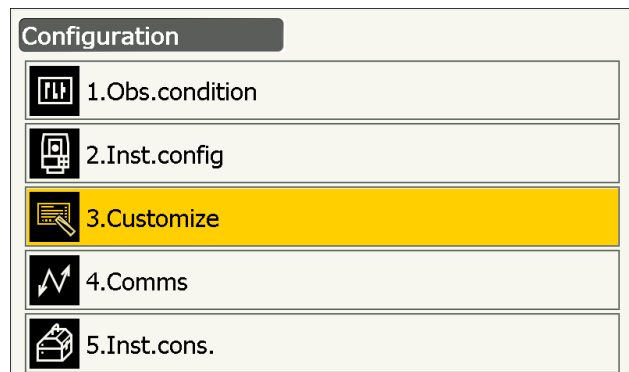 Configuration
1.Obs.condition
2.Inst.config
3.Customize
4.Comms
5.Inst.cons.